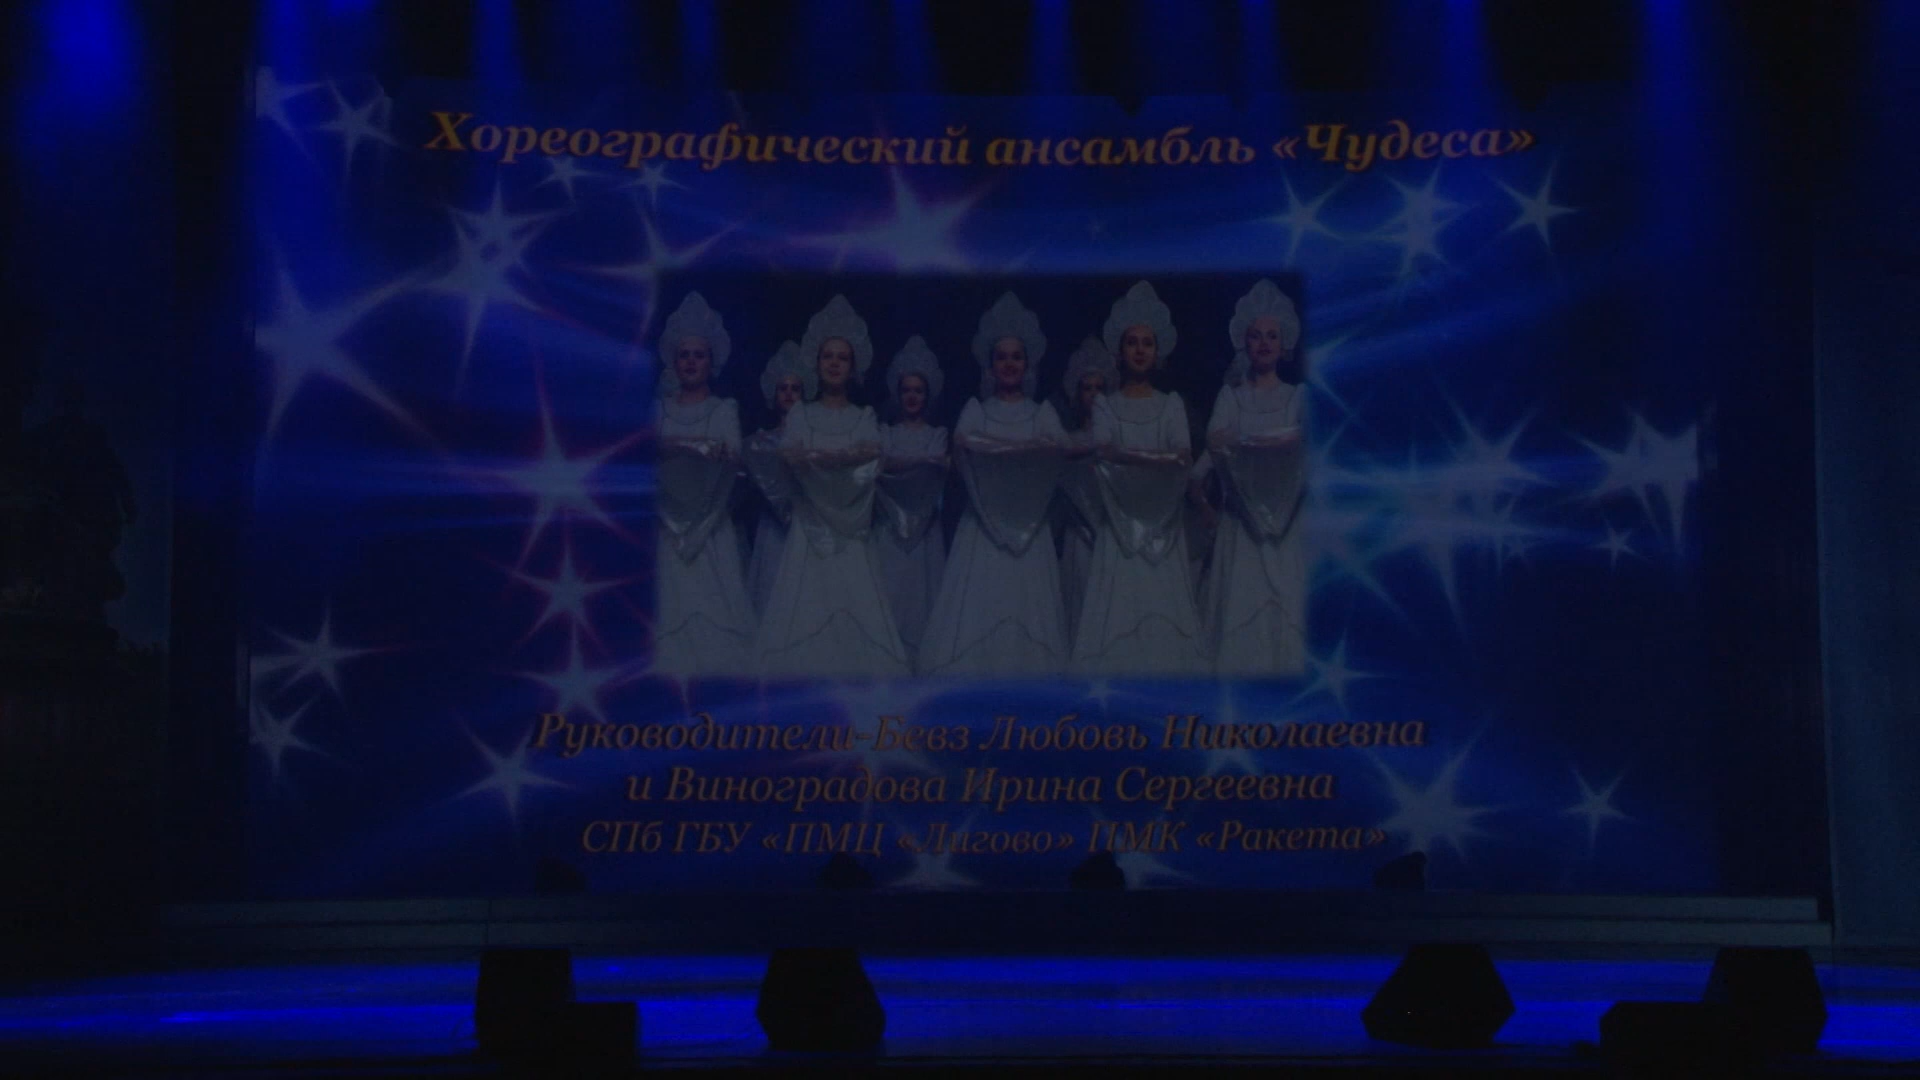 Хореографический ансамбль «Чудеса»
Руководители-Бевз Любовь Николаевна
и Виноградова Ирина Сергеевна
СПб ГБУ «ПМЦ «Лигово» ПМК «Ракета»